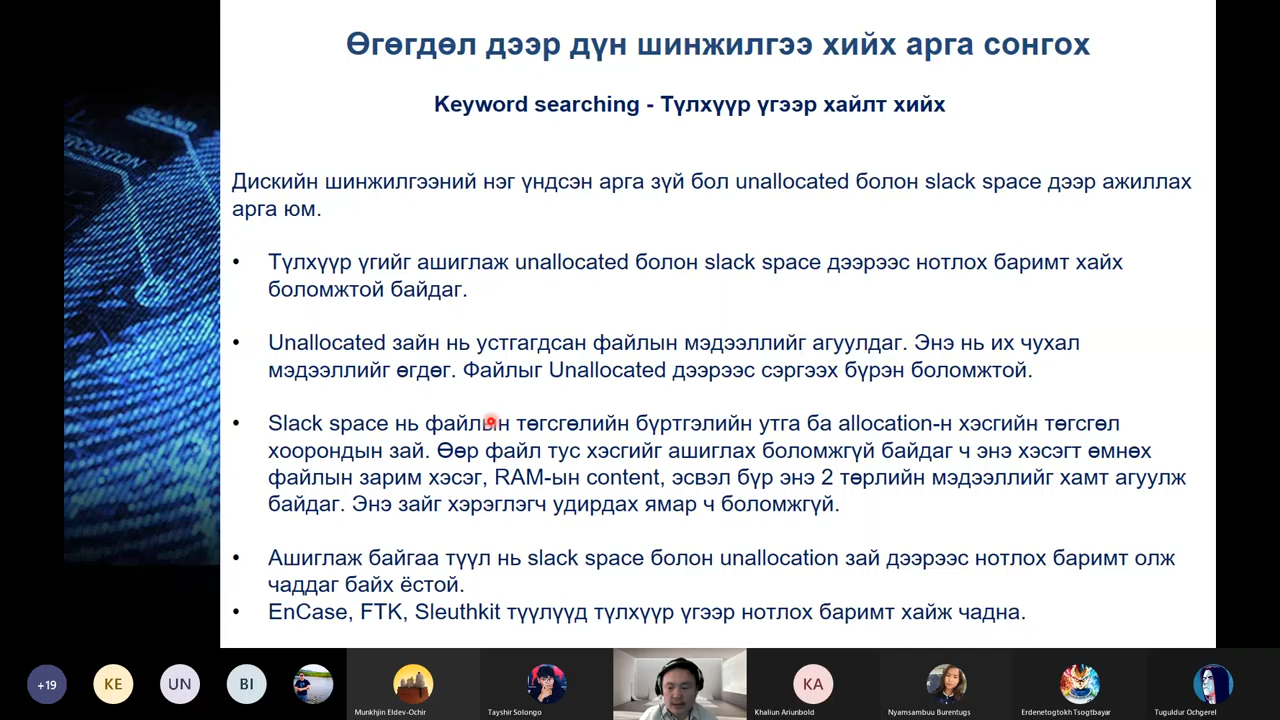 Өгөгдөл дээр дүн шинжилгээ хийх арга сонгох
Keyword searching - Түлхүүр үгээр хайлт хийх
Дискийн шинжилгээний нэг үндсэн арга зүй бол unallocated болон slack space дээр ажиллах
арга юм.
• Түлхүүр үгийг ашиглаж unallocated болон slack space дээрээс нотлох баримт хайх
боломжтой байдаг.
• Unallocated зайн нь устгагдсан файлын мэдээллийг агуулдаг. Энэ нь их чухал
мэдээллийг өгдөг. Файлыг Unallocated дээрээс сэргээх бүрэн боломжтой.
• Slack space нь файлын төгсгөлийн бүртгэлийн утга ба allocation-н хэсгийн төгсгөл
хоорондын зай. Өөр файл тус хэсгийг ашиглах боломжгүй байдаг ч энэ хэсэгт өмнөх
файлын зарим хэсэг, RAM-ын content, эсвэл бүр энэ 2 төрлийн мэдээллийг хамт агуулж
байдаг. Энэ зайг хэрэглэгч удирдах ямар ч боломжгүй.
• Ашиглаж байгаа түүл нь slack space болон unallocation зай дээрээс нотлох баримт олж
чаддаг байх ёстой.
• EnCase, FTK, Sleuthkit түүлүүд түлхүүр үгээр нотлох баримт хайж чадна.
+19 KE UN BI KA
Munkhjin Eldev-Ochir Tayshir Solongo Khaliun Ariunbold Nyamsambuu Burentugs Erdenetogtokh Tsogtbayar Tuguldur Ochgerel